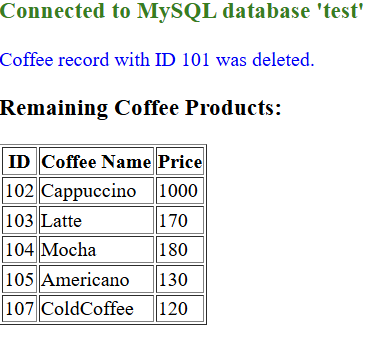 Connected to MySQL database 'test'
Coffee record with ID 101 was deleted.
Remaining Coffee Products:
ID Coffee Name Price
102 Cappuccino 1000
103 Latte 170
104 Mocha 180
105 Americano 130
107 ColdCoffee 120